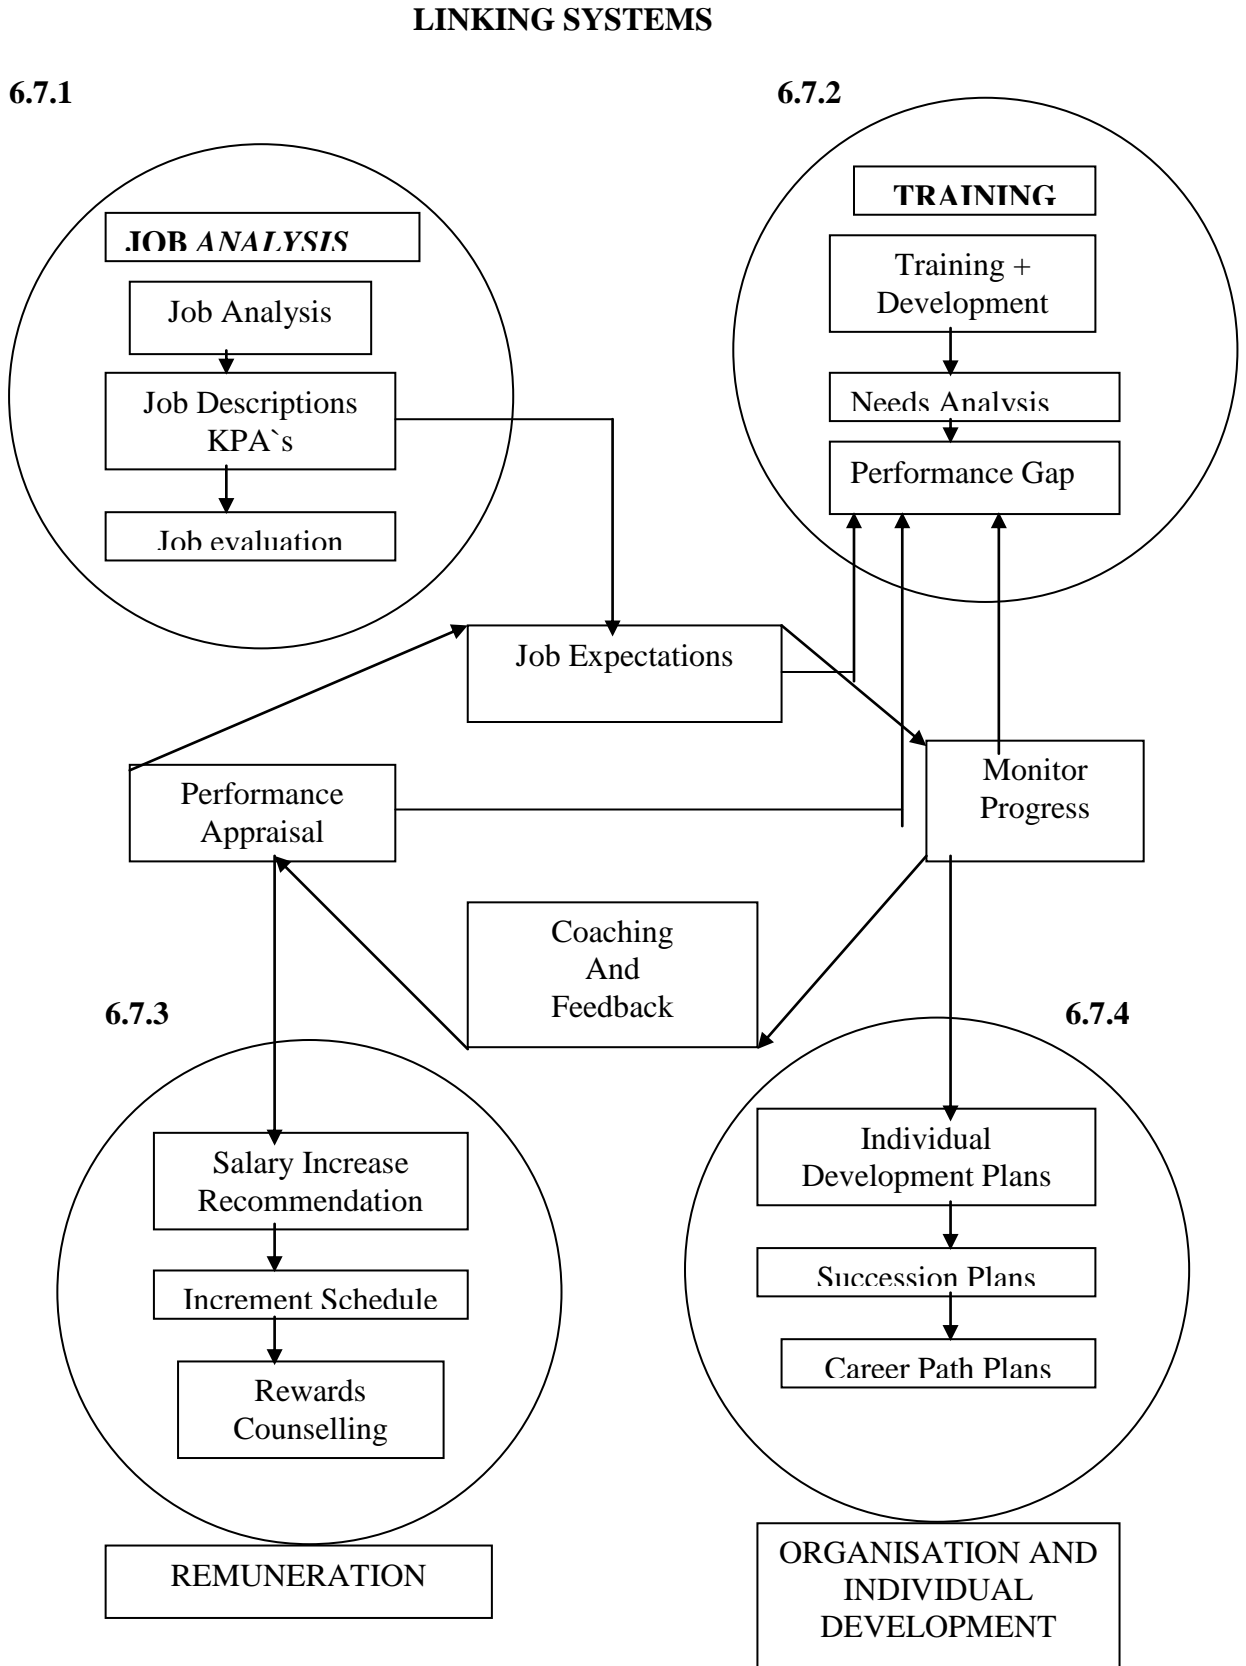 LINKING SYSTEMS
6.7.1
6.7.2
JOB ANALYSIS
Job Analysis
Job Descriptions
KPA`s
Job evaluation
TRAINING
Training +
Development
Needs Analysis
Performance Gap
Job Expectations
Performance
Appraisal
Monitor
Progress
Coaching
And
Feedback
6.7.3
6.7.4
Salary Increase
Recommendation
Increment Schedule
Rewards
Counselling
Individual
Development Plans
Succession Plans
Career Path Plans
REMUNERATION
ORGANISATION AND
INDIVIDUAL
DEVELOPMENT